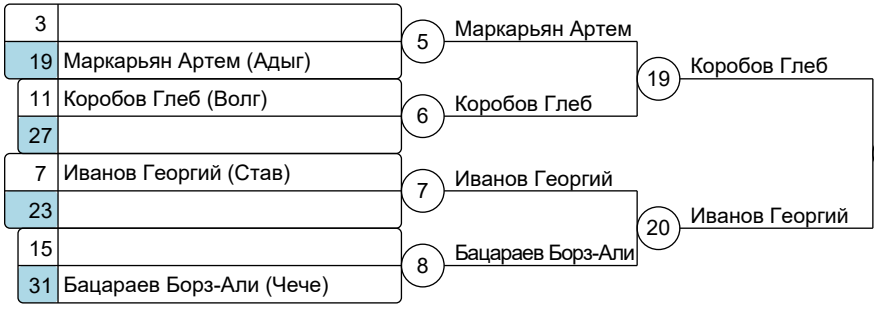 3
5
Маркарьян Артем
19 Маркарьян Артем (Адыг)
19
Коробов Глеб
11 Коробов Глеб (Волг)
6
Коробов Глеб
27
7 Иванов Георгий (Став)
7
Иванов Георгий
23
20
Иванов Георгий
15
8
Бацараев Борз-Али
31 Бацараев Борз-Али (Чече)